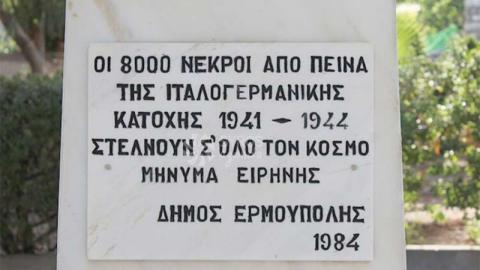 ΟΙ 8000 ΝΕΚΡΟΙ ΑΠΟ ΠΕΙΝΑ
ΤΗΣ ΙΤΑΛΟΓΕΡΜΑΝΙΚΗΣ
ΚΑΤΟΧΗΣ 1941 - 1944
ΣΤΕΛΝΟΥΝ Σ'ΟΛΟ ΤΟΝ ΚΟΣΜΟ
ΜΗΝΥΜΑ ΕΙΡΗΝΗΣ
ΔΗΜΟΣ ΕΡΜΟΥΠΟΛΗΣ
1984